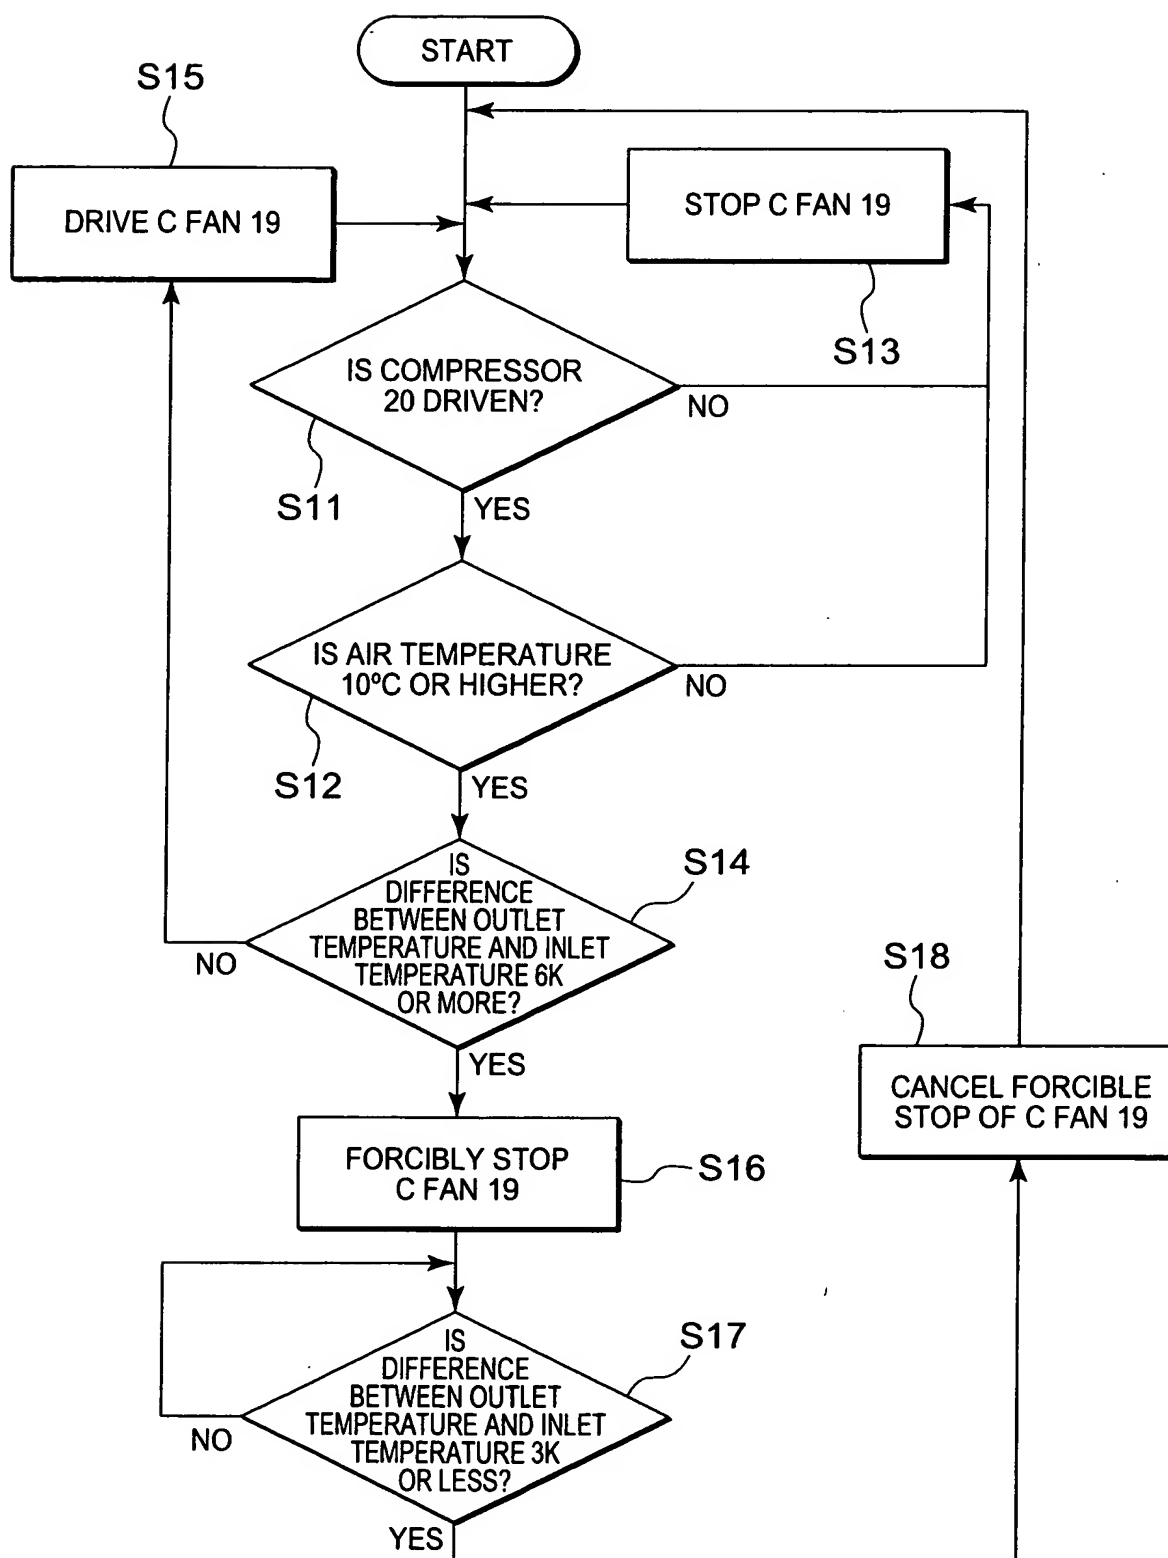 START
S15
DRIVE C FAN 19
STOP C FAN 19
S13
IS COMPRESSOR
20 DRIVEN?
NO
S11
YES
IS AIR TEMPERATURE
10°C OR HIGHER?
NO
S12
YES
IS
DIFFERENCE
BETWEEN OUTLET
TEMPERATURE AND INLET
TEMPERATURE 6K
OR MORE?
S14
NO
YES
S18
CANCEL FORCIBLE
STOP OF C FAN 19
FORCIBLY STOP
C FAN 19
S16
IS
DIFFERENCE
BETWEEN OUTLET
TEMPERATURE AND INLET
TEMPERATURE 3K
OR LESS?
S17
NO
YES